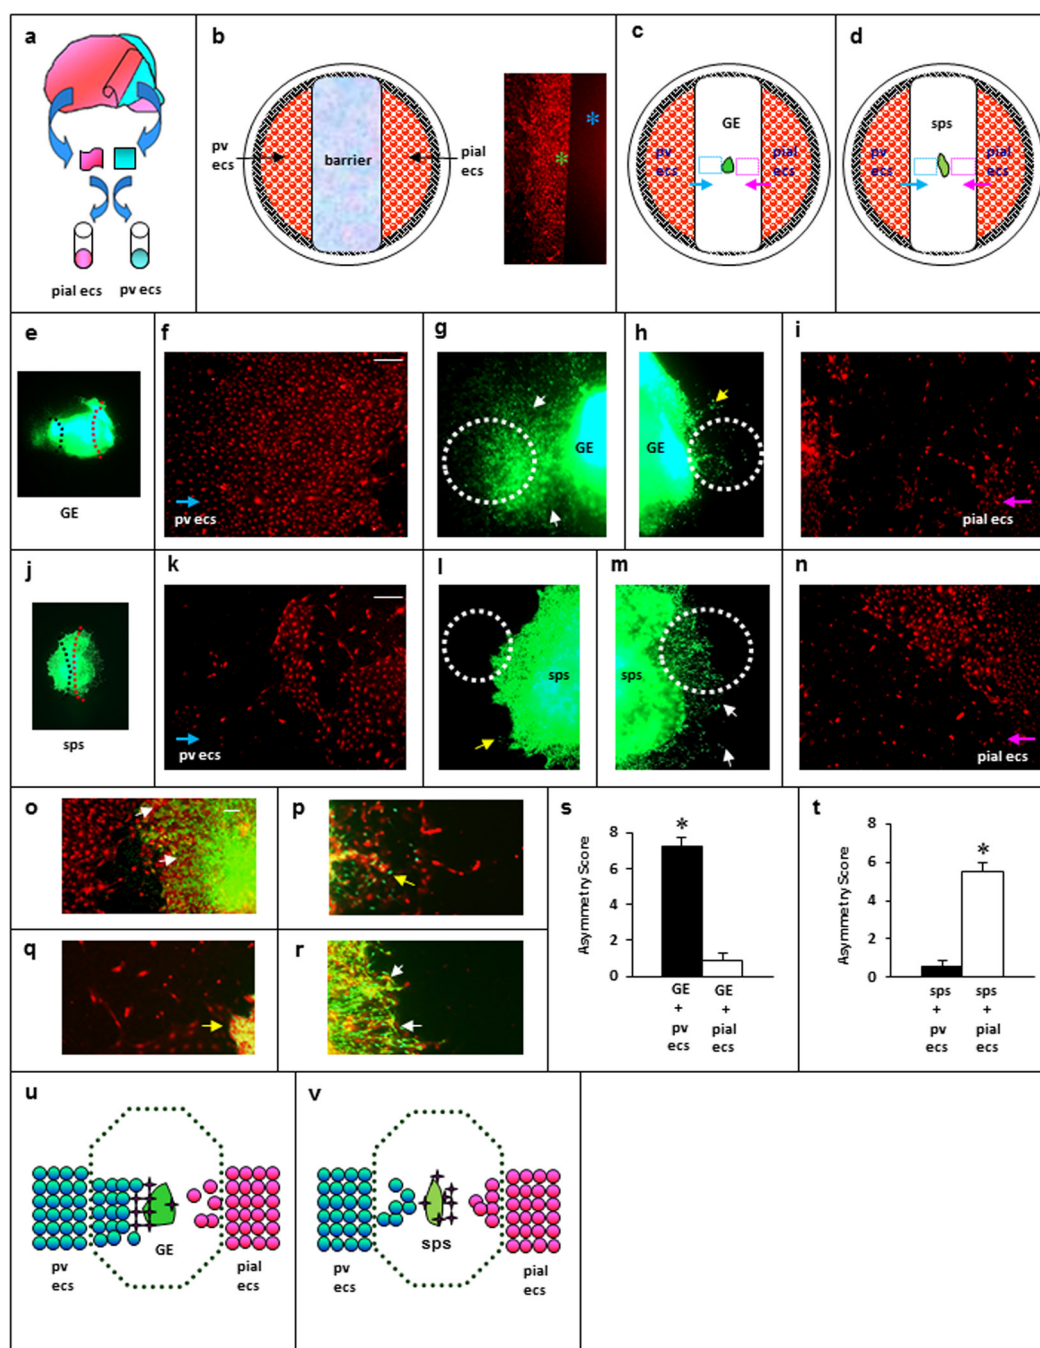 a
pial ecs
pv ecs
b
pv
ecs
barrier
pial
ecs
*
*
c
GE
pv
ecs
pial
ecs
d
sps
pv
ecs
pial
ecs
e
GE
f
pv ecs
g
GE
h
GE
i
pial ecs
j
sps
k
pv ecs
l
sps
m
sps
n
pial ecs
o
p
q
r
s
Asymmetry Score
8
6
4
2
0
*
GE
+
pv
ecs
GE
+
pial
ecs
t
Asymmetry Score
8
6
4
2
0
*
sps
+
pv
ecs
sps
+
pial
ecs
u
GE
pv
ecs
pial
ecs
v
sps
pv
ecs
pial
ecs